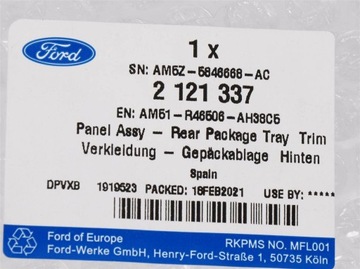 Ford
1 x
SN: AM5Z-5846668-AC
2 121 337
EN: AM51-R46506-AH38C5
Panel Assy - Rear Package Tray Trim
Verkleidung - Gepäckablage Hinten
Spain
DPVXB 1919523 PACKED: 16FEB2021 USE BY: *****
Ford of Europe RKPMS NO. MFL001
Ford-Werke GmbH, Henry-Ford-Straße 1, 50735 Köln